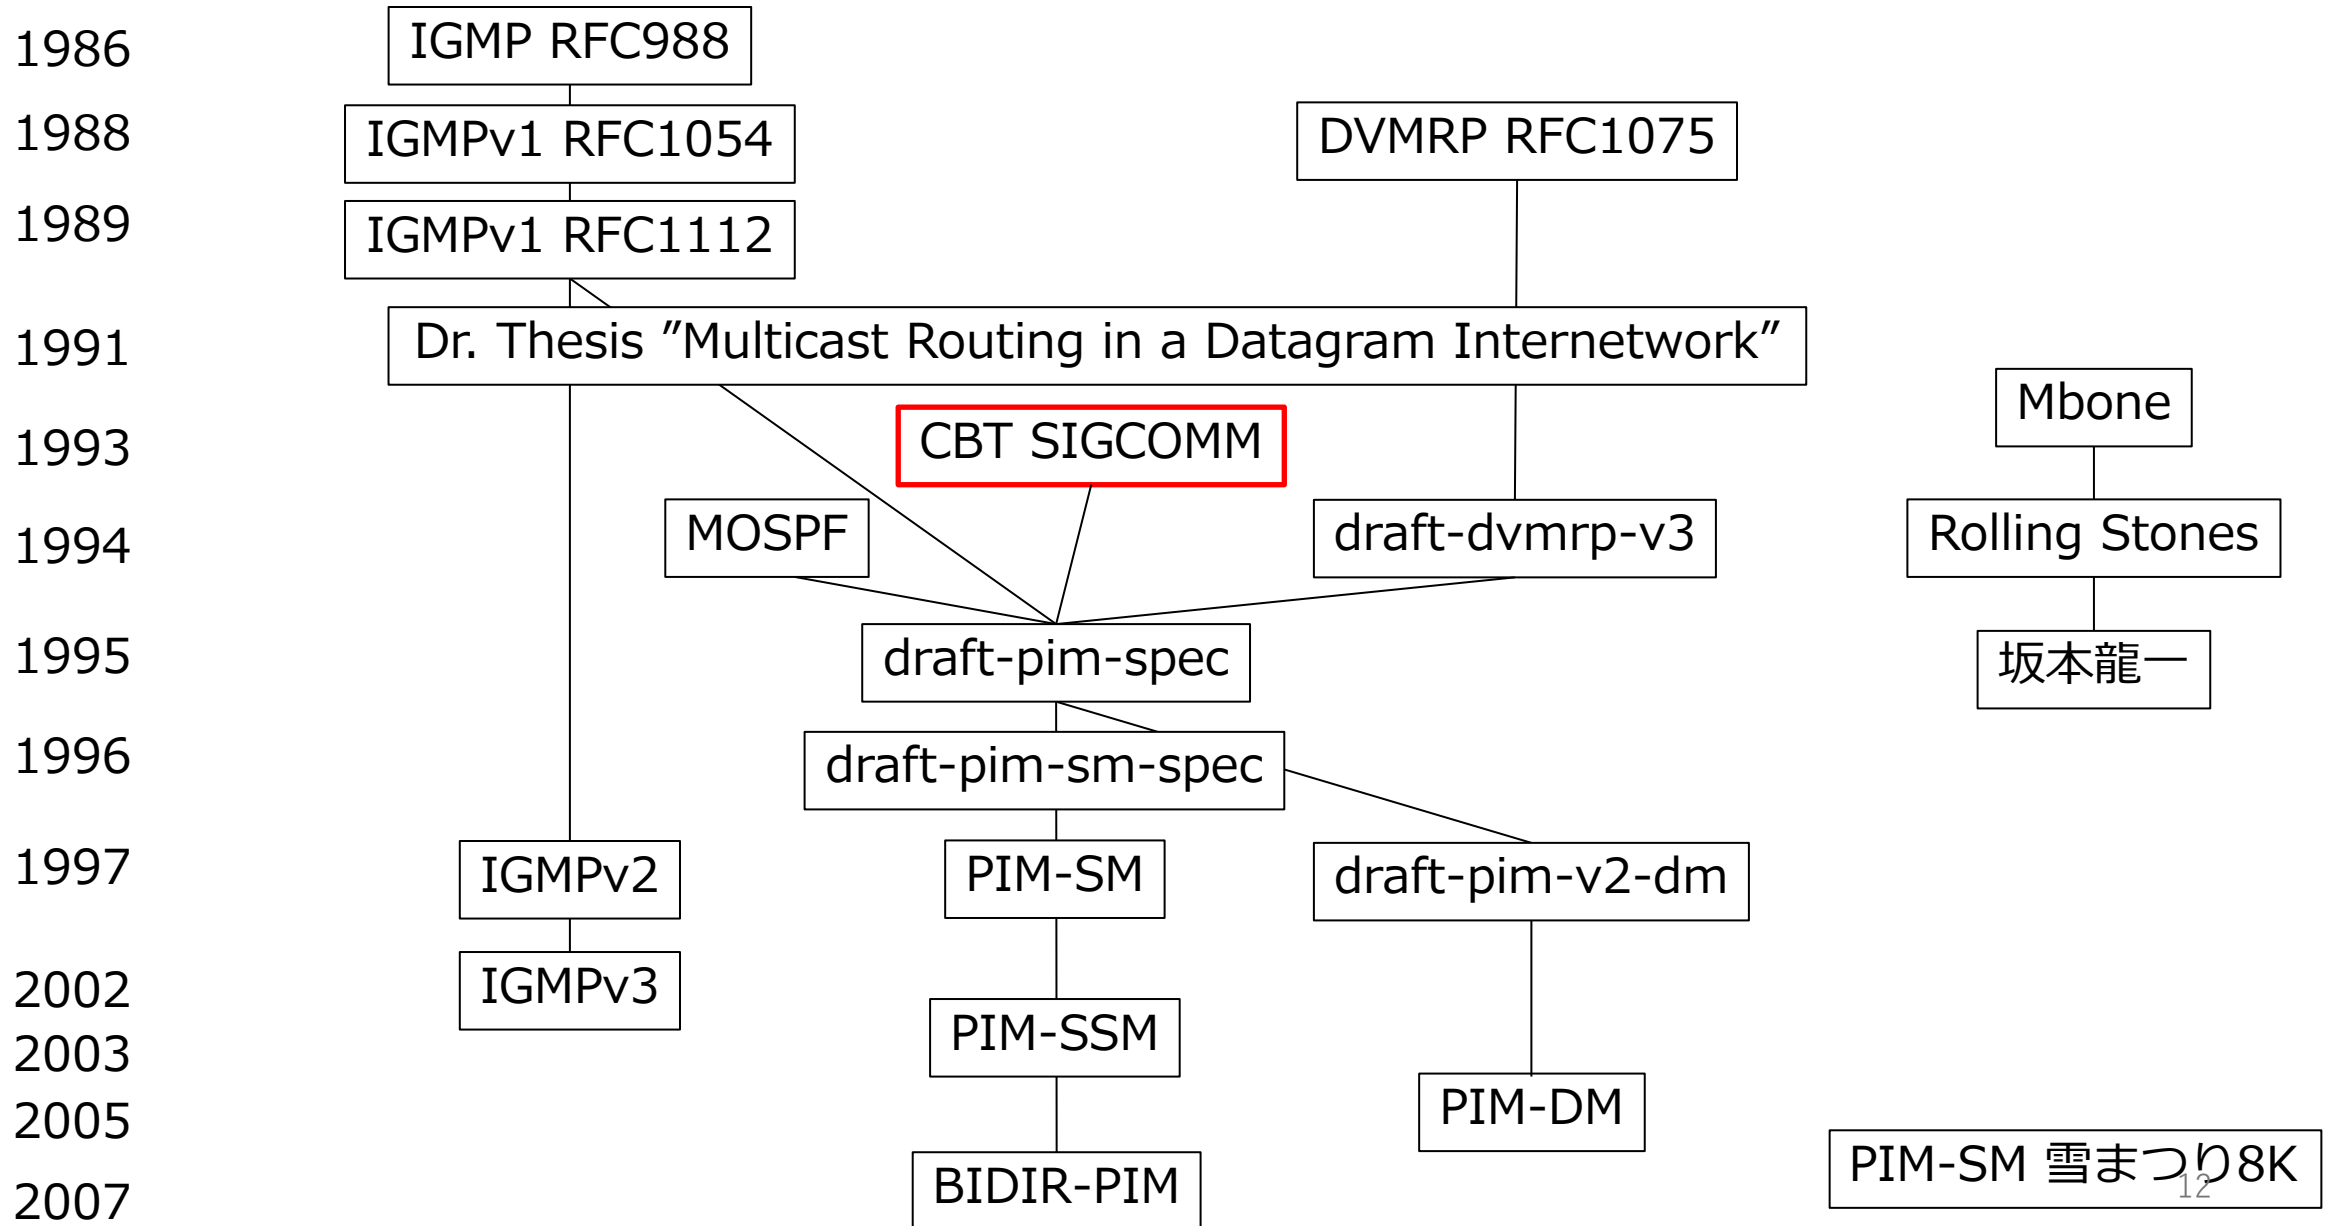 1986
IGMP RFC988
1988
IGMPv1 RFC1054
DVMRP RFC1075
1989
IGMPv1 RFC1112
1991
Dr. Thesis ”Multicast Routing in a Datagram Internetwork”
Mbone
1993
CBT SIGCOMM
1994
MOSPF
draft-dvmrp-v3
Rolling Stones
1995
draft-pim-spec
坂本龍一
1996
draft-pim-sm-spec
1997
IGMPv2
PIM-SM
draft-pim-v2-dm
2002
IGMPv3
2003
PIM-SSM
2005
PIM-DM
2007
BIDIR-PIM
PIM-SM 雪まつり8K
12